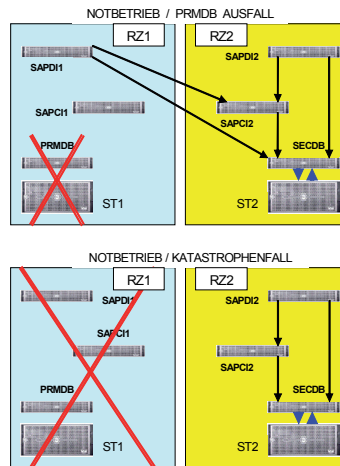 NOTBETRIEB / PRMDB AUSFALL
RZ1
RZ2
SAPDI1
SAPDI2
SAPCI1
SAPCI2
PRMDB
SECDB
ST1
ST2
NOTBETRIEB / KATASTROPHENFALL
RZ1
RZ2
SAPDI1
SAPDI2
SAPCI1
SAPCI2
PRMDB
SECDB
ST1
ST2